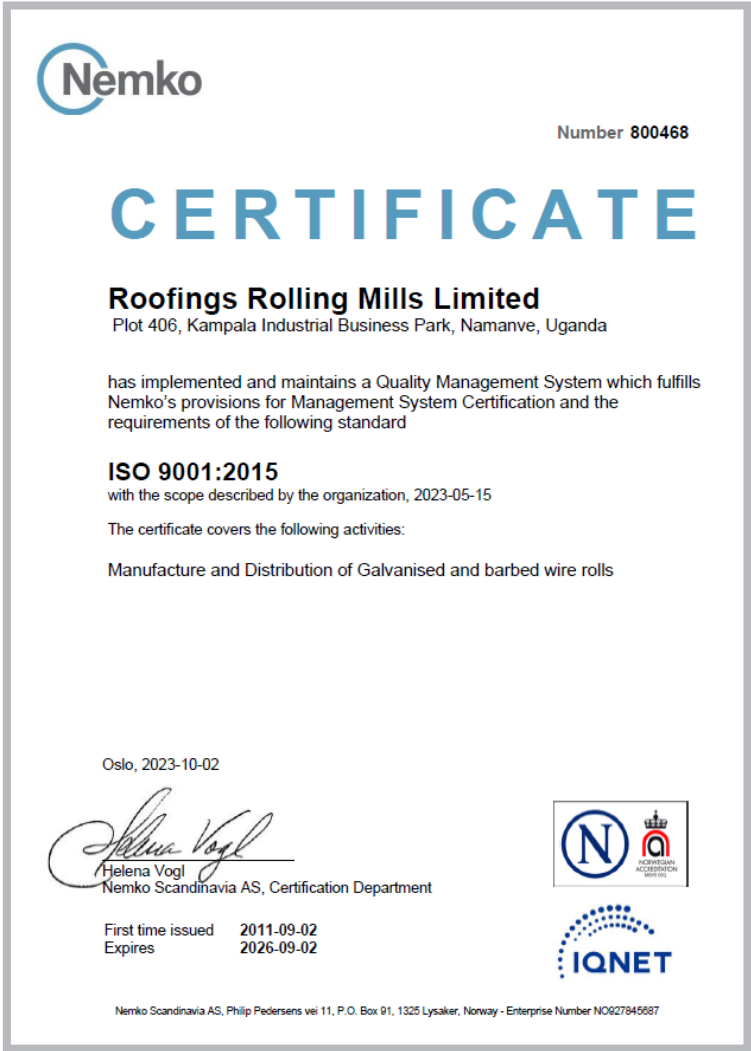 Nemko
Number 800468
CERTIFICATE
Roofings Rolling Mills Limited
Plot 406, Kampala Industrial Business Park, Namanve, Uganda
has implemented and maintains a Quality Management System which fulfills
Nemko's provisions for Management System Certification and the
requirements of the following standard
ISO 9001:2015
with the scope described by the organization, 2023-05-15
The certificate covers the following activities:
Manufacture and Distribution of Galvanised and barbed wire rolls
Oslo, 2023-10-02
Helena Vogl
Helena Vogl
Nemko Scandinavia AS, Certification Department
First time issued 2011-09-02
Expires 2026-09-02
N
NORWEGIAN
ACCREDITATION
IQNET
Nemko Scandinavia AS, Philip Pedersens vei 11, P.O. Box 91, 1325 Lysaker, Norway - Enterprise Number NO927845687